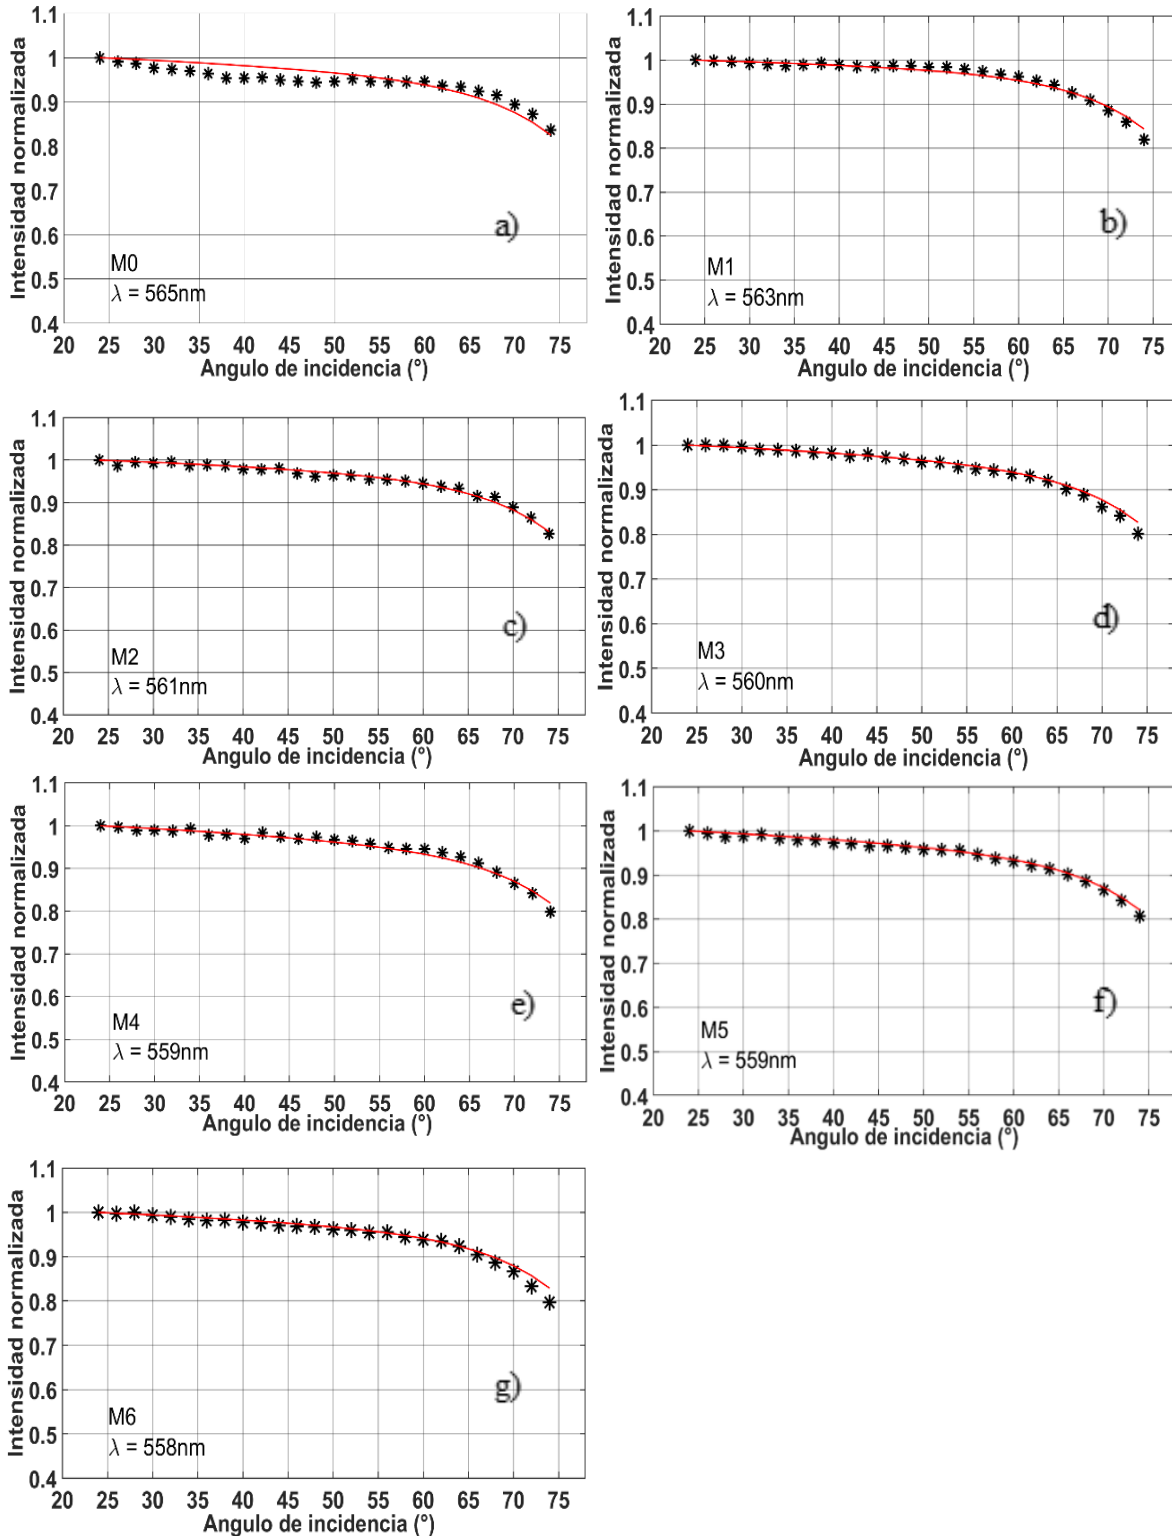 1.1
1
0.9
0.8
0.7
0.6
0.5
0.4
Intensidad normalizada
a)
M0
λ = 565nm
20 25 30 35 40 45 50 55 60 65 70 75
Angulo de incidencia (°)
1.1
1
0.9
0.8
0.7
0.6
0.5
0.4
Intensidad normalizada
b)
M1
λ = 563nm
20 25 30 35 40 45 50 55 60 65 70 75
Angulo de incidencia (°)
1.1
1
0.9
0.8
0.7
0.6
0.5
0.4
Intensidad normalizada
c)
M2
λ = 561nm
20 25 30 35 40 45 50 55 60 65 70 75
Angulo de incidencia (°)
1.1
1
0.9
0.8
0.7
0.6
0.5
0.4
Intensidad normalizada
d)
M3
λ = 560nm
20 25 30 35 40 45 50 55 60 65 70 75
Angulo de incidencia (°)
1.1
1
0.9
0.8
0.7
0.6
0.5
0.4
Intensidad normalizada
e)
M4
λ = 559nm
20 25 30 35 40 45 50 55 60 65 70 75
Angulo de incidencia (°)
1.1
1
0.9
0.8
0.7
0.6
0.5
0.4
Intensidad normalizada
f)
M5
λ = 559nm
20 25 30 35 40 45 50 55 60 65 70 75
Angulo de incidencia (°)
1.1
1
0.9
0.8
0.7
0.6
0.5
0.4
Intensidad normalizada
g)
M6
λ = 558nm
20 25 30 35 40 45 50 55 60 65 70 75
Angulo de incidencia (°)